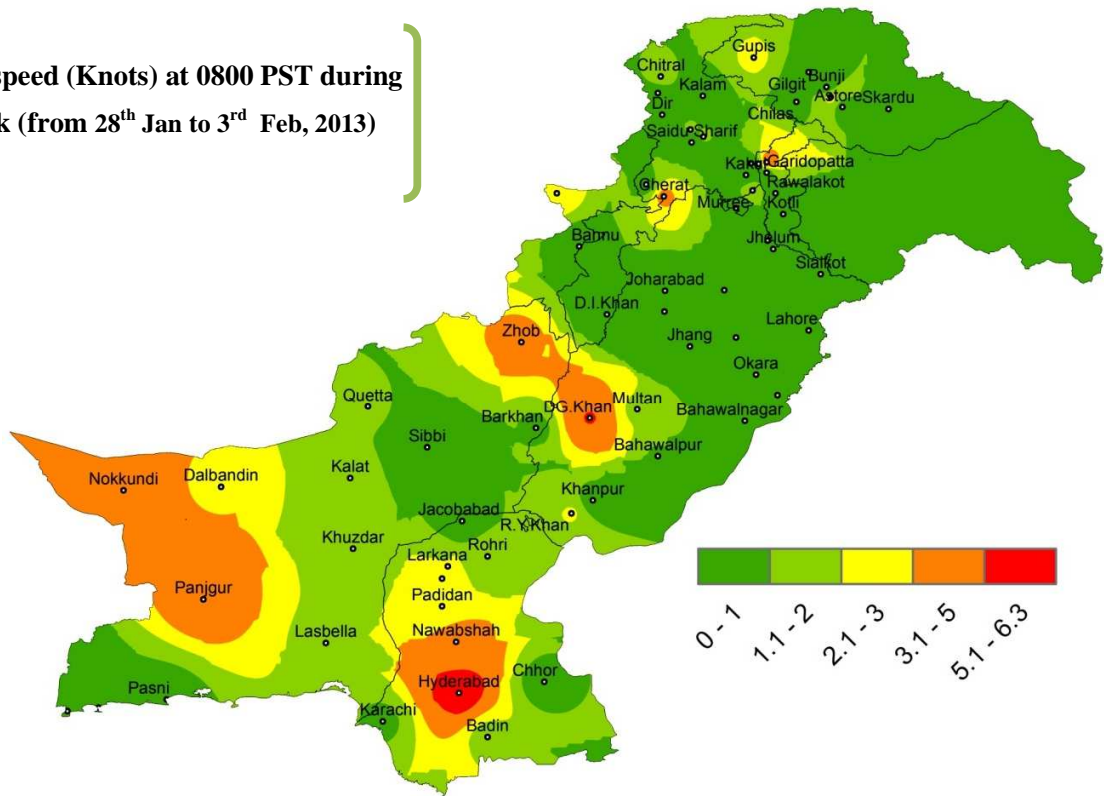 speed (Knots) at 0800 PST during
(from 28th Jan to 3rd Feb, 2013)
Gupis
Chitral
Gilgit
Bunji
Kalam
Astore
Skardu
Dir
Chilas
Saidu Sharif
Garidopatta
Cherat
Rawalakot
Murree
Kotli
Bannu
Jhelum
Sialkot
Joharabad
D.I.Khan
Lahore
Zhob
Jhang
Okara
Quetta
DG.Khan
Multan
Barkhan
Bahawalnagar
Sibbi
Bahawalpur
Nokkundi
Dalbandin
Kalat
Khanpur
Jacobabad
R.Y.Khan
Khuzdar
Rohri
Larkana
Panjgur
Padidan
Lasbella
Nawabshah
Pasni
Hyderabad
Chhor
Karachi
Badin
0 - 1
1.1 - 2
2.1 - 3
3.1 - 5
5.1 - 6.3